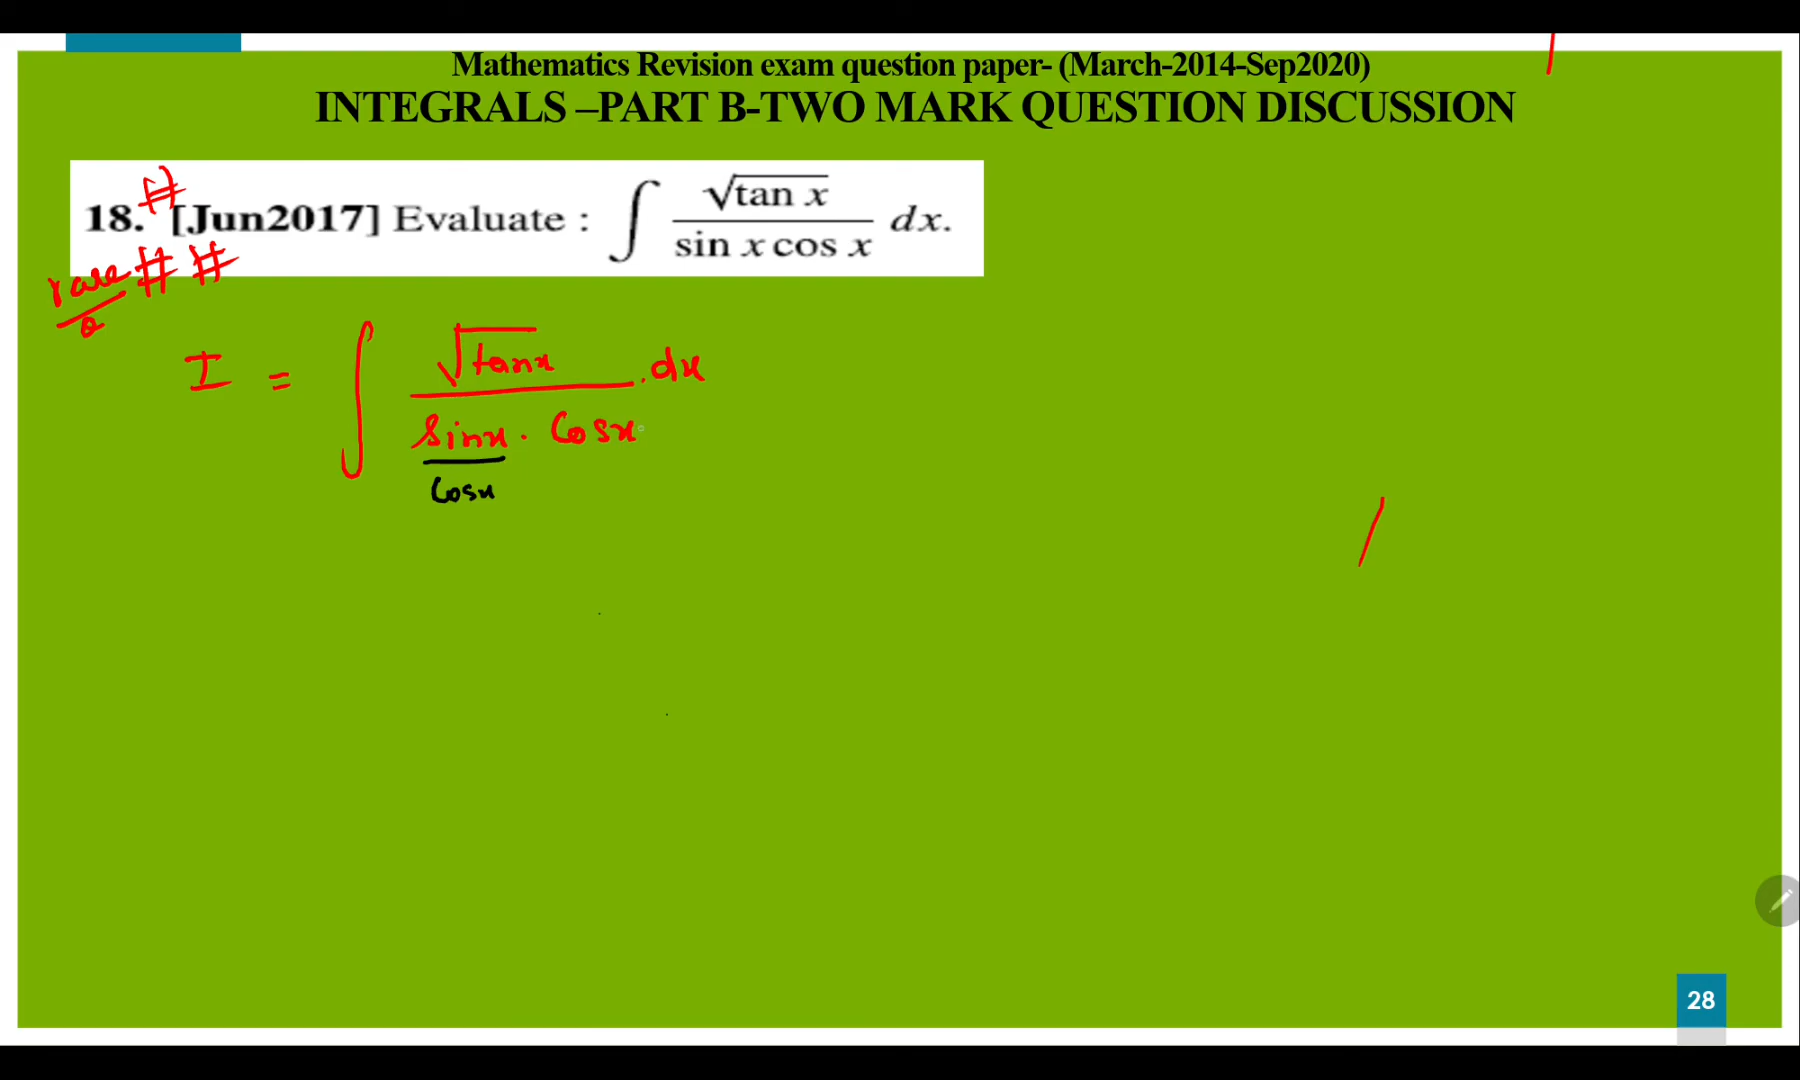 Mathematics Revision exam question paper- (March-2014-Sep2020)
INTEGRALS –PART B-TWO MARK QUESTION DISCUSSION
18. [Jun2017] Evaluate : ∫ √tan x / sin x cos x dx.
rare # #
I = ∫ √tanx / sinx . cosx . dx
cosx
28